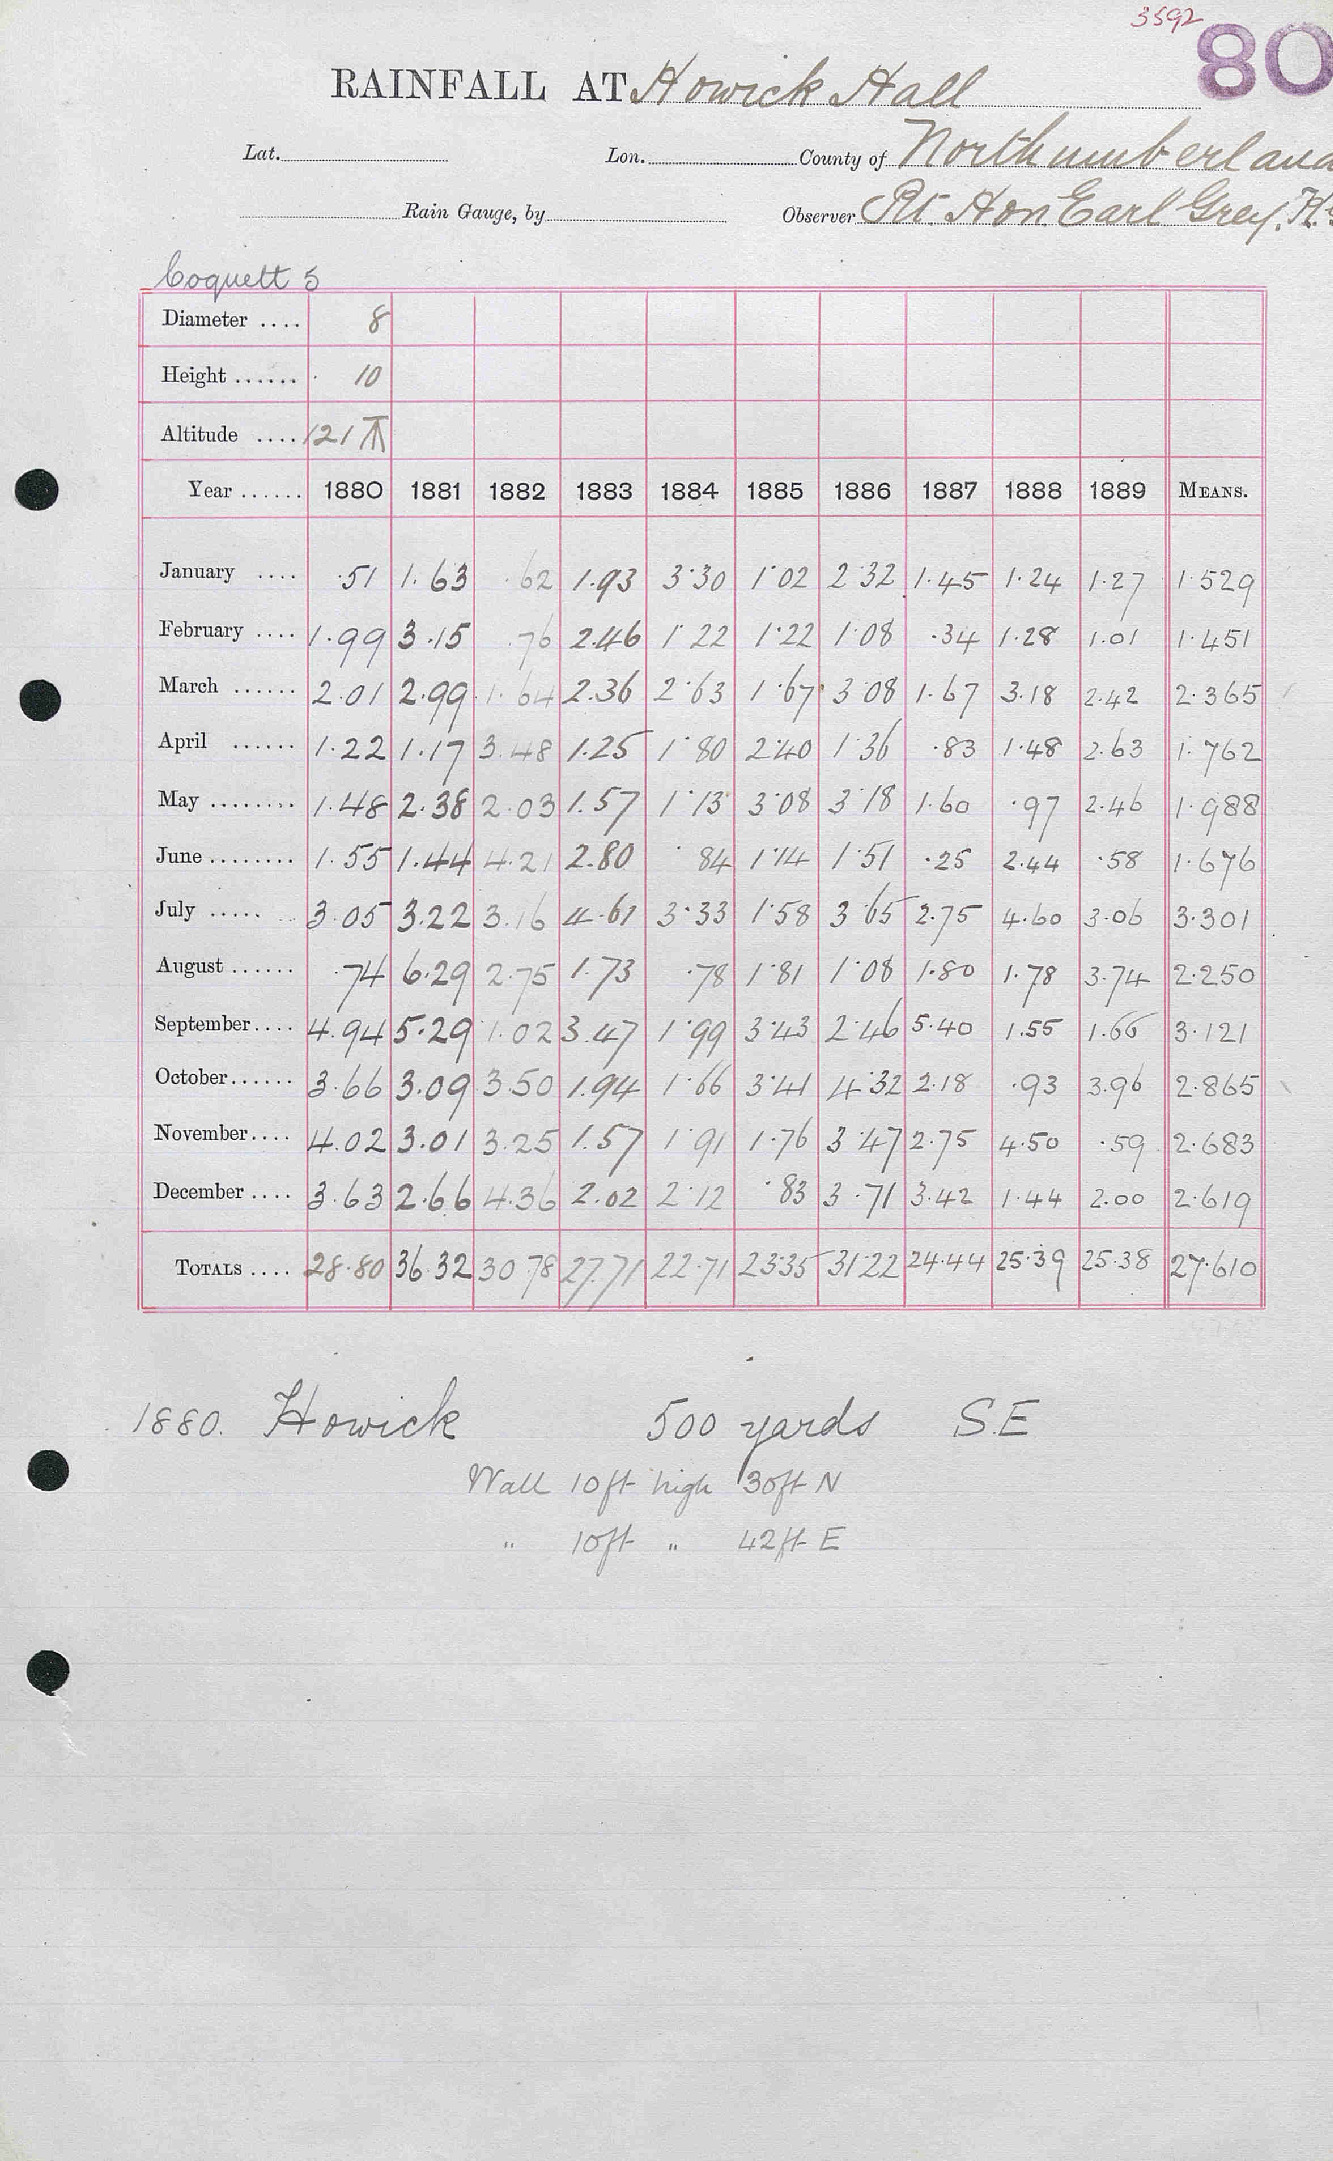 3592
80
RAINFALL AT Howick Hall
Lat. Lon. County of Northumberland
Rain Gauge, by Observer Rt. Hon Earl Grey. K.
Coquett 5
Diameter .... 8
Height ...... 10
Altitude .... 121
Year ...... 1880 1881 1882 1883 1884 1885 1886 1887 1888 1889 MEANS.
January .... .51 1.63 .62 1.93 3.30 1.02 2.32 1.45 1.24 1.27 1.529
February .... 1.99 3.15 .76 2.46 1.22 1.22 1.08 .34 1.28 1.01 1.451
March ...... 2.01 2.99 1.64 2.36 2.63 1.67 3.08 1.67 3.18 2.42 2.365
April ...... 1.22 1.17 3.48 1.25 1.80 2.40 1.36 .83 1.48 2.63 1.762
May ........ 1.48 2.38 2.03 1.57 1.13 3.08 3.18 1.60 .97 2.46 1.988
June ........ 1.55 1.44 4.21 2.80 .84 1.14 1.51 .25 2.44 .58 1.676
July ..... 3.05 3.22 3.16 4.61 3.33 1.58 3.65 2.75 4.60 3.06 3.301
August ...... .74 6.29 2.75 1.73 .78 1.81 1.08 1.80 1.78 3.74 2.250
September .... 4.94 5.29 1.02 3.47 1.99 3.43 2.46 5.40 1.55 1.66 3.121
October ...... 3.66 3.09 3.50 1.94 1.66 3.41 4.32 2.18 .93 3.96 2.865
November .... 4.02 3.01 3.25 1.57 1.91 1.76 3.47 2.75 4.50 .59 2.683
December .... 3.63 2.66 4.36 2.02 2.12 .83 3.71 3.42 1.44 2.00 2.619
TOTALS .... 28.80 36.32 30.78 27.71 22.71 23.35 31.22 24.44 25.39 25.38 27.610
1880. Howick 500 yards S.E
Wall 10ft high 30ft N
" 10ft " 42ft E